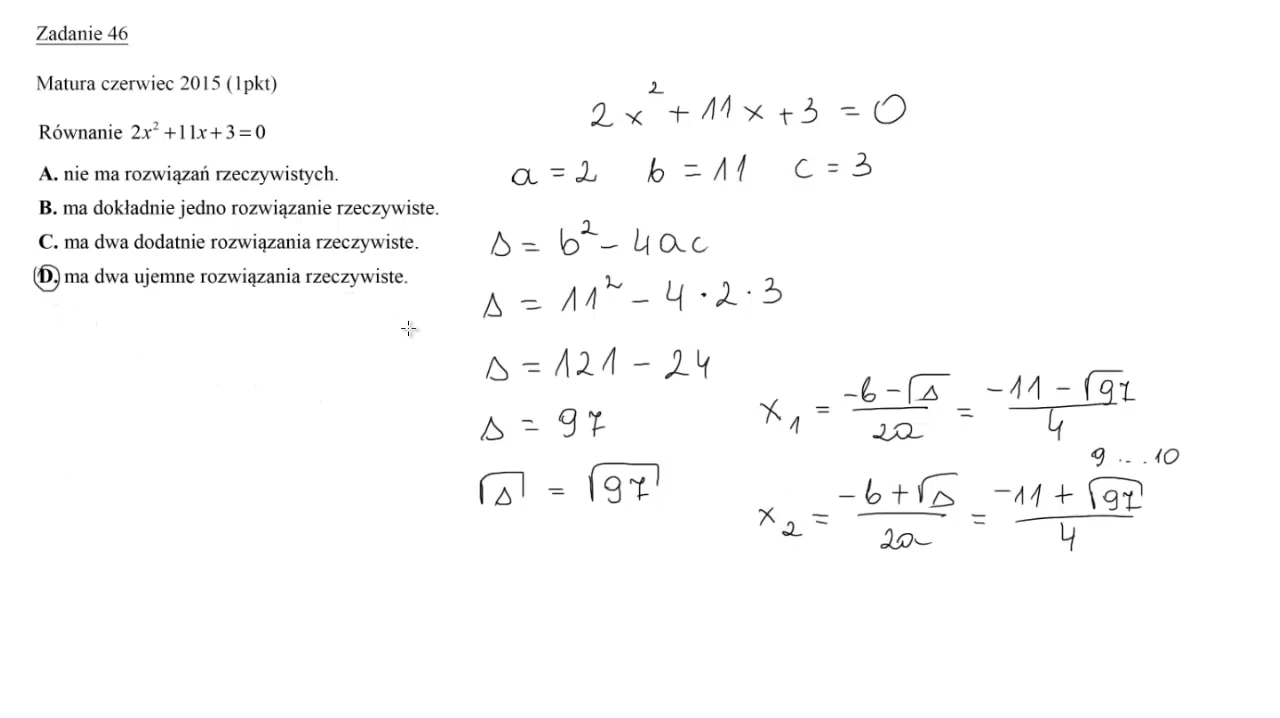 Zadanie 46
Matura czerwiec 2015 (1pkt)
Równanie 2x² +11x+3=0
A. nie ma rozwiązań rzeczywistych.
B. ma dokładnie jedno rozwiązanie rzeczywiste.
C. ma dwa dodatnie rozwiązania rzeczywiste.
D. ma dwa ujemne rozwiązania rzeczywiste.
2x² + 11x + 3 = 0
a = 2 b = 11 c = 3
Δ = b² - 4ac
Δ = 11² - 4 · 2 · 3
Δ = 121 - 24
Δ = 97
√Δ = √97
x₁ = (-b - √Δ)/2a = (-11 - √97)/4
9 ... 10
x₂ = (-b + √Δ)/2a = (-11 + √97)/4